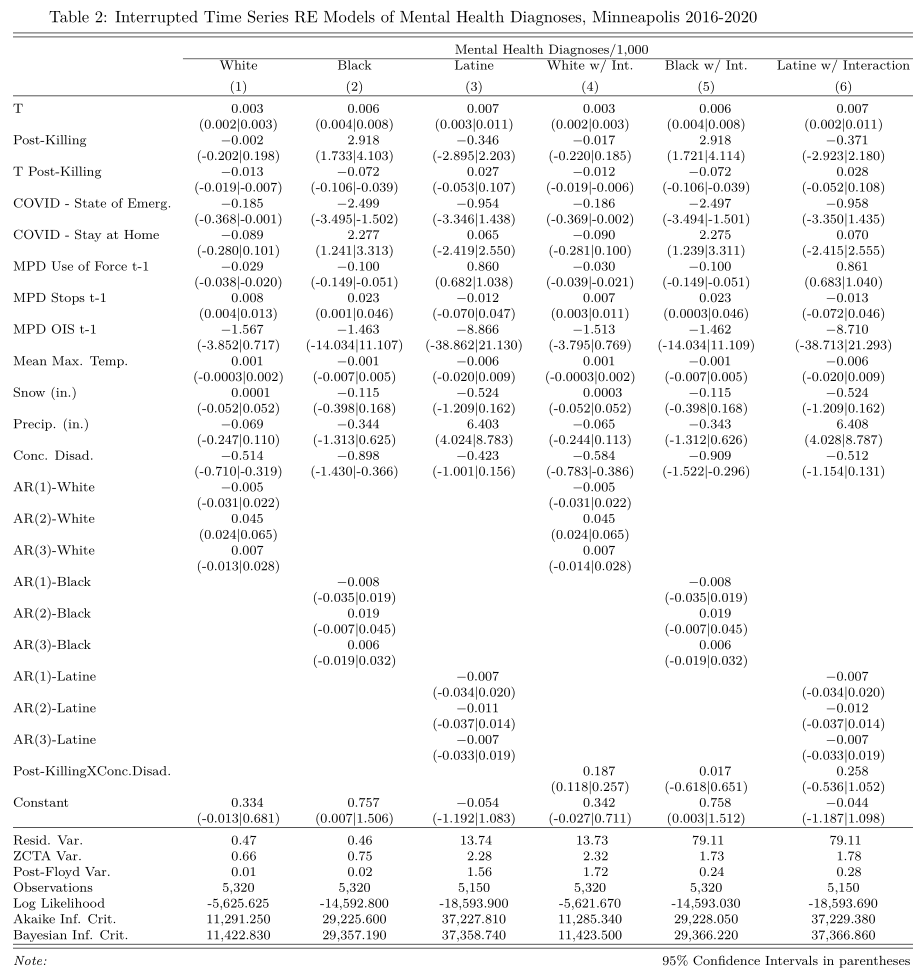 Table 2: Interrupted Time Series RE Models of Mental Health Diagnoses, Minneapolis 2016-2020
Mental Health Diagnoses/1,000
White Black Latine White w/ Int. Black w/ Int. Latine w/ Interaction
(1) (2) (3) (4) (5) (6)
T 0.003 0.006 0.007 0.003 0.006 0.007
(0.002|0.003) (0.004|0.008) (0.003|0.011) (0.002|0.003) (0.004|0.008) (0.002|0.011)
Post-Killing −0.002 2.918 −0.346 −0.017 2.918 −0.371
(-0.202|0.198) (1.733|4.103) (-2.895|2.203) (-0.220|0.185) (1.721|4.114) (-2.923|2.180)
T Post-Killing −0.013 −0.072 0.027 −0.012 −0.072 0.028
(-0.019|-0.007) (-0.106|-0.039) (-0.053|0.107) (-0.019|-0.006) (-0.106|-0.039) (-0.052|0.108)
COVID - State of Emerg. −0.185 −2.499 −0.954 −0.186 −2.497 −0.958
(-0.368|-0.001) (-3.495|-1.502) (-3.346|1.438) (-0.369|-0.002) (-3.494|-1.501) (-3.350|1.435)
COVID - Stay at Home −0.089 2.277 0.065 −0.090 2.275 0.070
(-0.280|0.101) (1.241|3.313) (-2.419|2.550) (-0.281|0.100) (1.239|3.311) (-2.415|2.555)
MPD Use of Force t-1 −0.029 −0.100 0.860 −0.030 −0.100 0.861
(-0.038|-0.020) (-0.149|-0.051) (0.682|1.038) (-0.039|-0.021) (-0.149|-0.051) (0.683|1.040)
MPD Stops t-1 0.008 0.023 −0.012 0.007 0.023 −0.013
(0.004|0.013) (0.001|0.046) (-0.070|0.047) (0.003|0.011) (0.0003|0.046) (-0.072|0.046)
MPD OIS t-1 −1.567 −1.463 −8.866 −1.513 −1.462 −8.710
(-3.852|0.717) (-14.034|11.107) (-38.862|21.130) (-3.795|0.769) (-14.034|11.109) (-38.713|21.293)
Mean Max. Temp. 0.001 −0.001 −0.006 0.001 −0.001 −0.006
(-0.0003|0.002) (-0.007|0.005) (-0.020|0.009) (-0.0003|0.002) (-0.007|0.005) (-0.020|0.009)
Snow (in.) 0.0001 −0.115 −0.524 0.0003 −0.115 −0.524
(-0.052|0.052) (-0.398|0.168) (-1.209|0.162) (-0.052|0.052) (-0.398|0.168) (-1.209|0.162)
Precip. (in.) −0.069 −0.344 6.403 −0.065 −0.343 6.408
(-0.247|0.110) (-1.313|0.625) (4.024|8.783) (-0.244|0.113) (-1.312|0.626) (4.028|8.787)
Conc. Disad. −0.514 −0.898 −0.423 −0.584 −0.909 −0.512
(-0.710|-0.319) (-1.430|-0.366) (-1.001|0.156) (-0.783|-0.386) (-1.522|-0.296) (-1.154|0.131)
AR(1)-White −0.005 −0.005
(-0.031|0.022) (-0.031|0.022)
AR(2)-White 0.045 0.045
(0.024|0.065) (0.024|0.065)
AR(3)-White 0.007 0.007
(-0.013|0.028) (-0.014|0.028)
AR(1)-Black −0.008 −0.008
(-0.035|0.019) (-0.035|0.019)
AR(2)-Black 0.019 0.019
(-0.007|0.045) (-0.007|0.045)
AR(3)-Black 0.006 0.006
(-0.019|0.032) (-0.019|0.032)
AR(1)-Latine −0.007 −0.007
(-0.034|0.020) (-0.034|0.020)
AR(2)-Latine −0.011 −0.012
(-0.037|0.014) (-0.037|0.014)
AR(3)-Latine −0.007 −0.007
(-0.033|0.019) (-0.033|0.019)
Post-KillingXConc.Disad. 0.187 0.017 0.258
(0.118|0.257) (-0.618|0.651) (-0.536|1.052)
Constant 0.334 0.757 −0.054 0.342 0.758 −0.044
(-0.013|0.681) (0.007|1.506) (-1.192|1.083) (-0.027|0.711) (0.003|1.512) (-1.187|1.098)
Resid. Var. 0.47 0.46 13.74 13.73 79.11 79.11
ZCTA Var. 0.66 0.75 2.28 2.32 1.73 1.78
Post-Floyd Var. 0.01 0.02 1.56 1.72 0.24 0.28
Observations 5,320 5,320 5,150 5,320 5,320 5,150
Log Likelihood -5,625.625 -14,592.800 -18,593.900 -5,621.670 -14,593.030 -18,593.690
Akaike Inf. Crit. 11,291.250 29,225.600 37,227.810 11,285.340 29,228.050 37,229.380
Bayesian Inf. Crit. 11,422.830 29,357.190 37,358.740 11,423.500 29,366.220 37,366.860
Note: 95% Confidence Intervals in parentheses